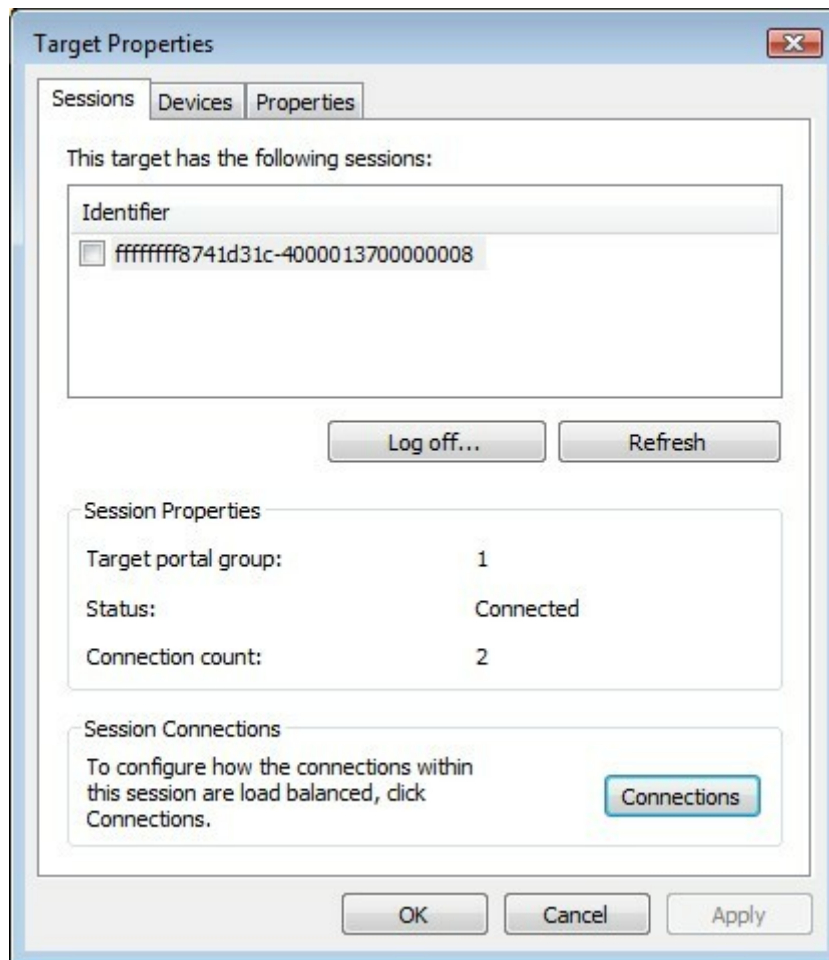 Target Properties
Sessions Devices Properties
This target has the following sessions:
Identifier
ffffffff8741d31c-4000013700000008
Log off... Refresh
Session Properties
Target portal group: 1
Status: Connected
Connection count: 2
Session Connections
To configure how the connections within
this session are load balanced, click
Connections.
Connections
OK Cancel Apply